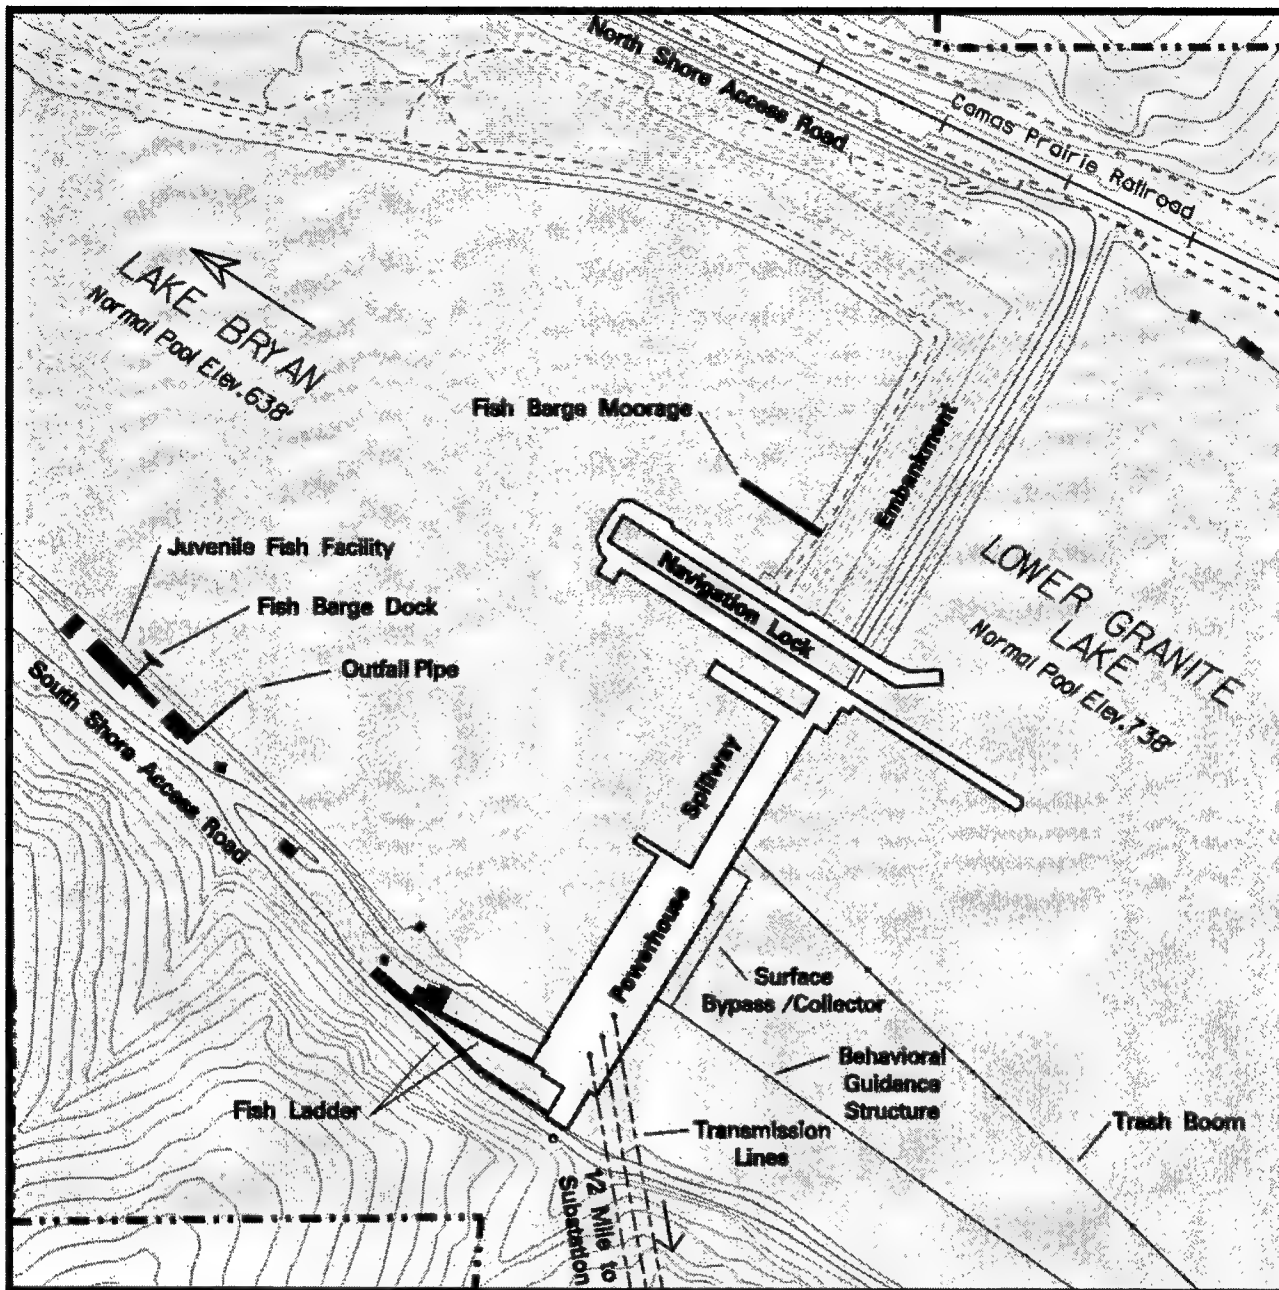 North Shore Access Road
Camas Prairie Railroad
LAKE BRYAN
Normal Pool Elev. 638'
Fish Barge Moorage
Embankment
Juvenile Fish Facility
Navigation Lock
LOWER GRANITE
LAKE
Normal Pool Elev. 738'
Fish Barge Dock
Outfall Pipe
South Shore Access Road
Spillway
Powerhouse
Surface
Bypass /Collector
Behavioral
Guidance
Structure
Fish Ladder
Transmission
Lines
Trash Boom
1/2 Mile to
Substation